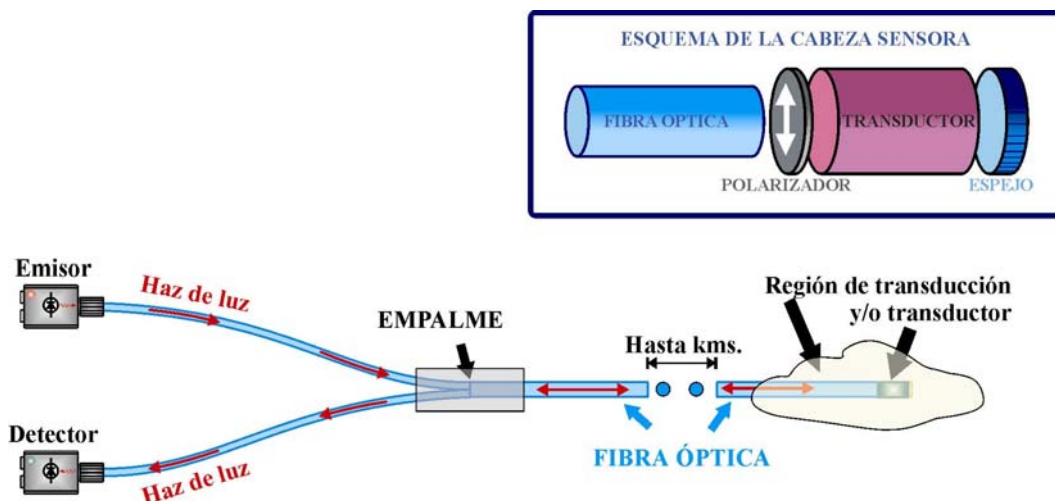 ESQUEMA DE LA CABEZA SENSORA
FIBRA OPTICA
TRANSDUCTOR
POLARIZADOR
ESPEJO
Emisor
Haz de luz
EMPALME
Hasta kms.
Región de transducción
y/o transductor
Detector
Haz de luz
FIBRA ÓPTICA